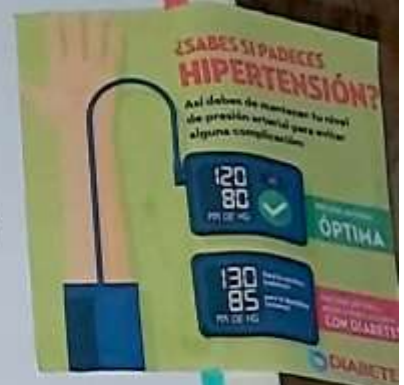 ¿SABES SI PADECES
HIPERTENSIÓN?
Así debes de mantener tu nivel
de presión arterial para evitar
alguna complicación
120
80
MM DE HG
ÓPTIMA
130
85
MM DE HG
CON DIABETES
DIABETE